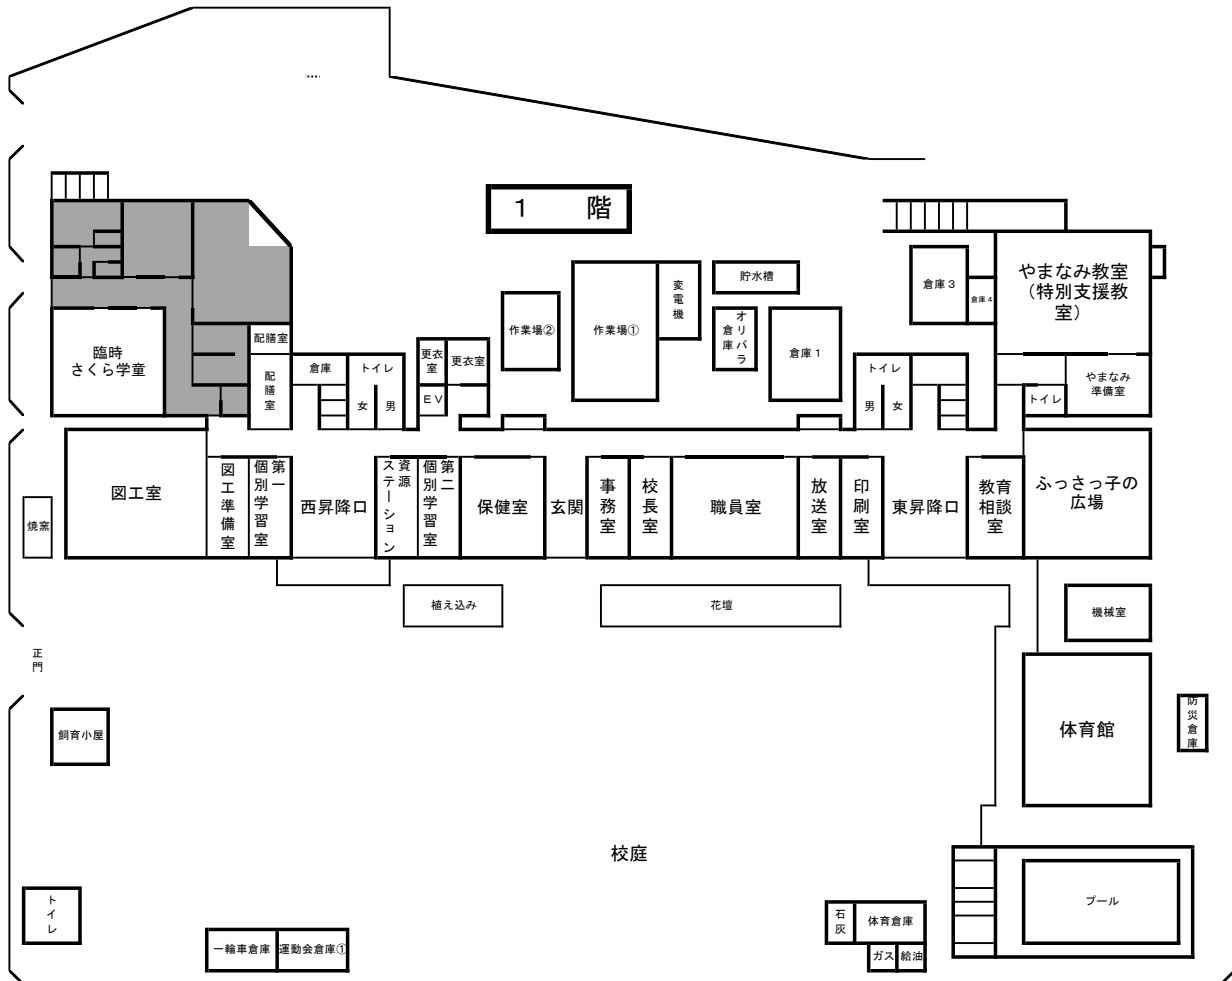 1 階
やまなみ教室
（特別支援教
室）
倉庫３
倉庫４
貯水槽
変電機
オリパラ
倉庫
作業場②
作業場①
倉庫１
臨時
さくら学童
配膳室
配膳室
倉庫
トイレ
女
男
更衣
室
更衣室
ＥＶ
トイレ
男
女
トイレ
やまなみ
準備室
図工室
図工準備室
第一
個別学習室
西昇降口
資源
ステーション
第二
個別学習室
保健室
玄関
事務室
校長室
職員室
放送室
印刷室
東昇降口
教育
相談
室
ふっさっ子の
広場
焼窯
植え込み
花壇
機械室
正門
飼育小屋
体育館
防災倉庫
校庭
トイレ
一輪車倉庫
運動会倉庫①
石灰
体育倉庫
ガス
給油
プール